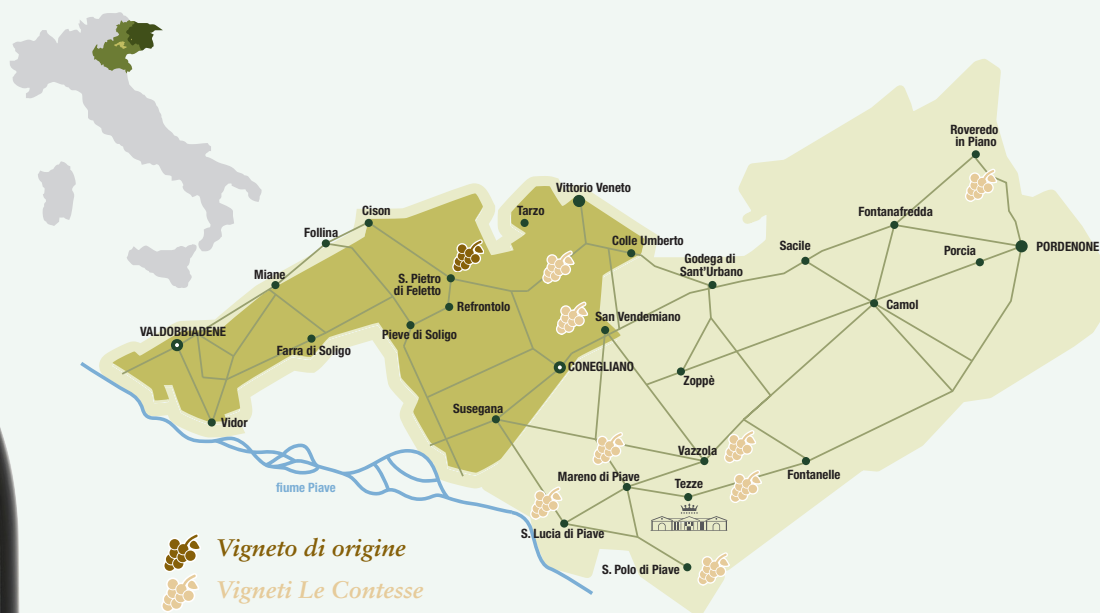 Roveredo
in Piano
Vittorio Veneto
Cison
Tarzo
Fontanafredda
Follina
Colle Umberto
Sacile
Porcia
PORDENONE
Godega di
Sant'Urbano
Miane
S. Pietro
di Feletto
Refrontolo
Camol
San Vendemiano
VALDOBBIADENE
Pieve di Soligo
Farra di Soligo
CONEGLIANO
Zoppè
Susegana
Vidor
Vazzola
Mareno di Piave
Tezze
Fontanelle
fiume Piave
S. Lucia di Piave
S. Polo di Piave
Vigneto di origine
Vigneti Le Contesse